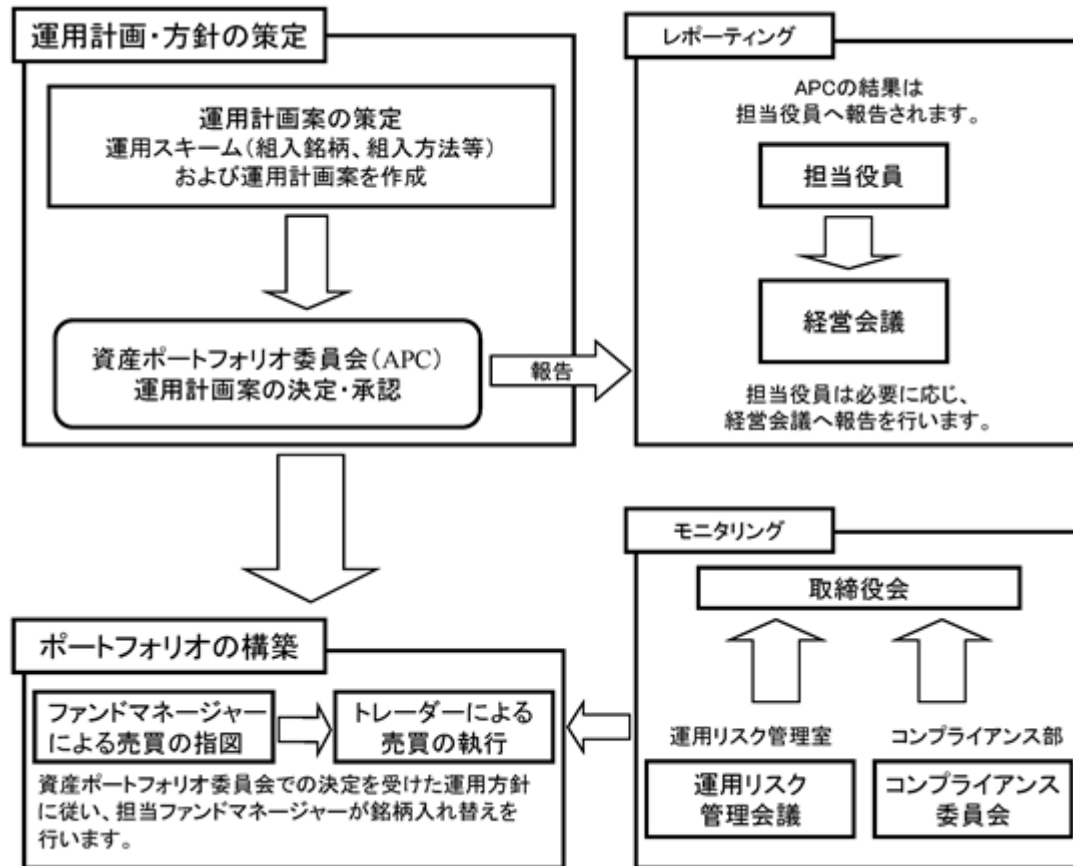 運用計画・方針の策定
運用計画案の策定
運用スキーム(組入銘柄、組入方法等)
および運用計画案を作成
資産ポートフォリオ委員会(APC)
運用計画案の決定・承認
報告
レポーティング
APCの結果は
担当役員へ報告されます。
担当役員
経営会議
担当役員は必要に応じ、
経営会議へ報告を行います。
ポートフォリオの構築
ファンドマネージャー
による売買の指図
トレーダーによる
売買の執行
資産ポートフォリオ委員会での決定を受けた運用方針
に従い、担当ファンドマネージャーが銘柄入れ替えを
行います。
モニタリング
取締役会
運用リスク管理室
コンプライアンス部
運用リスク
管理会議
コンプライアンス
委員会